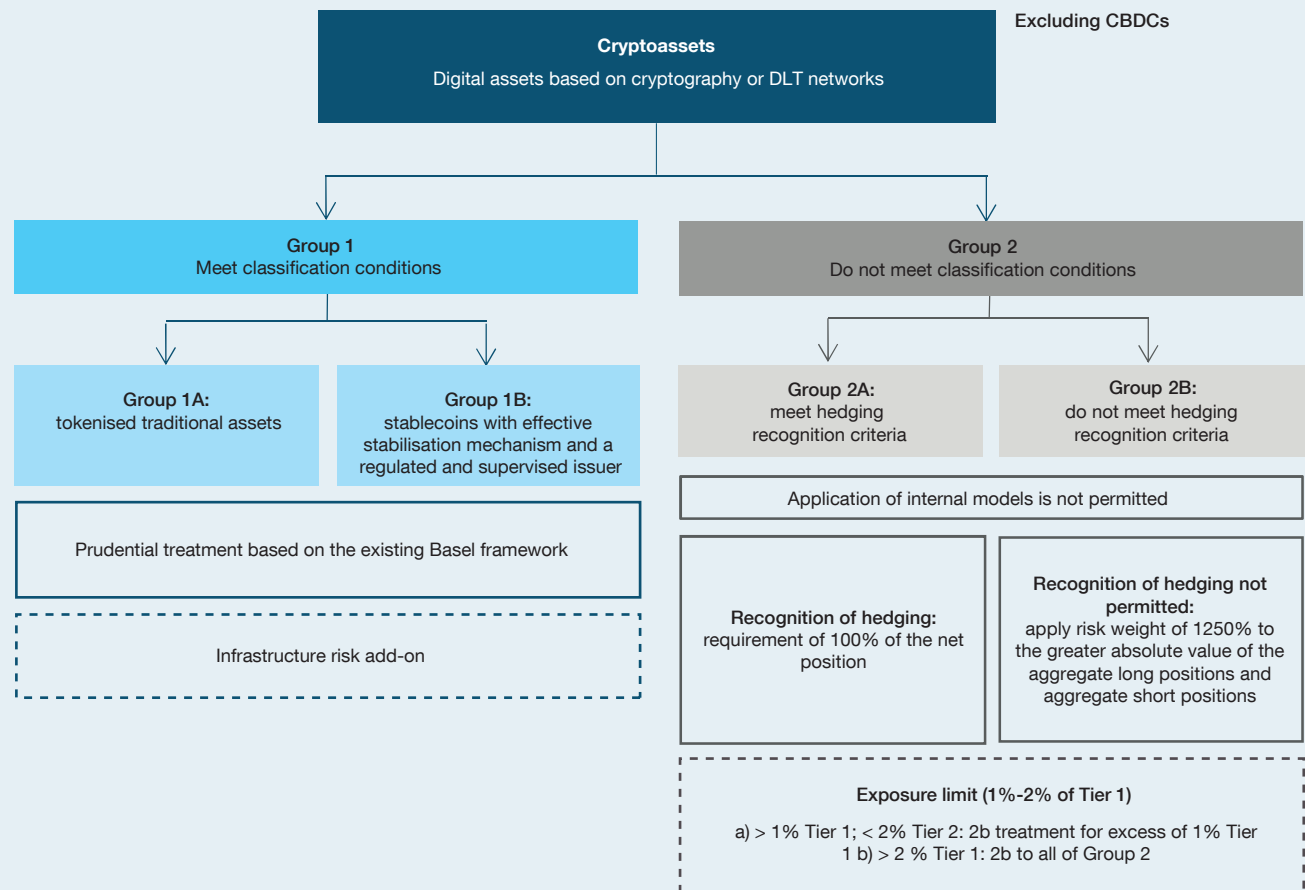 Excluding CBDCs
Cryptoassets
Digital assets based on cryptography or DLT networks
Group 1
Meet classification conditions
Group 2
Do not meet classification conditions
Group 1A:
tokenised traditional assets
Group 1B:
stablecoins with effective
stabilisation mechanism and a
regulated and supervised issuer
Group 2A:
meet hedging
recognition criteria
Group 2B:
do not meet hedging
recognition criteria
Prudential treatment based on the existing Basel framework
Infrastructure risk add-on
Application of internal models is not permitted
Recognition of hedging:
requirement of 100% of the net
position
Recognition of hedging not
permitted:
apply risk weight of 1250% to
the greater absolute value of the
aggregate long positions and
aggregate short positions
Exposure limit (1%-2% of Tier 1)
a) > 1% Tier 1; < 2% Tier 2: 2b treatment for excess of 1% Tier
1 b) > 2 % Tier 1: 2b to all of Group 2